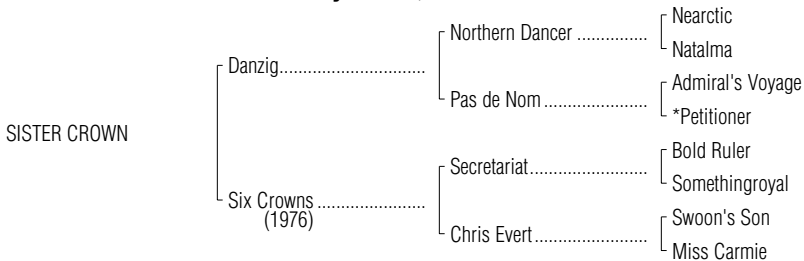 Nearctic
Northern Dancer ...............
Natalma
Danzig..............................
Admiral's Voyage
Pas de Nom......................
*Petitioner
SISTER CROWN
Bold Ruler
Secretariat.........................
Somethingroyal
Six Crowns .......................
(1976)
Swoon's Son
Chris Evert........................
Miss Carmie